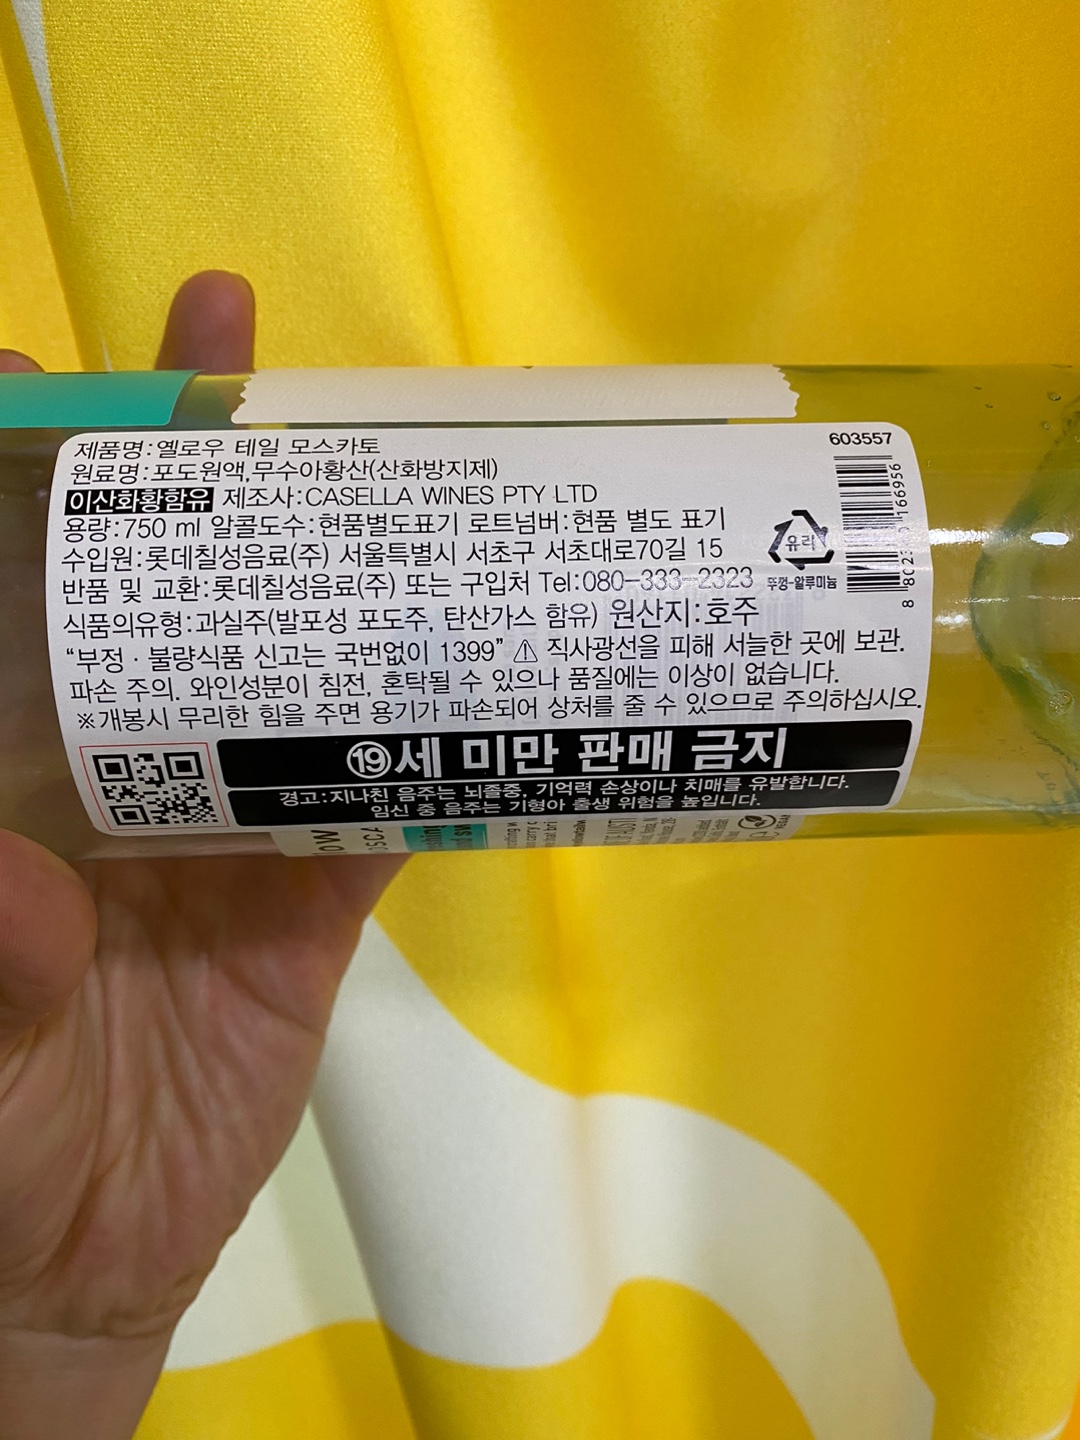 603557
제품명:옐로우 테일 모스카토
원료명:포도원액,무수아황산(산화방지제)
이산화황함유 제조사:CASELLA WINES PTY LTD
용량:750 ml 알콜도수:현품별도표기 로트넘버:현품 별도 표기
수입원:롯데칠성음료(주) 서울특별시 서초구 서초대로70길 15
반품 및 교환:롯데칠성음료(주) 또는 구입처 Tel:080-333-2323
유리
뚜껑-알루미늄
식품의유형:과실주(발포성 포도주, 탄산가스 함유) 원산지:호주
"부정·불량식품 신고는 국번없이 1399" ⚠ 직사광선을 피해 서늘한 곳에 보관.
파손 주의. 와인성분이 침전, 혼탁될 수 있으나 품질에는 이상이 없습니다.
※개봉시 무리한 힘을 주면 용기가 파손되어 상처를 줄 수 있으므로 주의하십시오.
⑲세 미만 판매 금지
경고:지나친 음주는 뇌졸중, 기억력 손상이나 치매를 유발합니다.
임신 중 음주는 기형아 출생 위험을 높입니다.